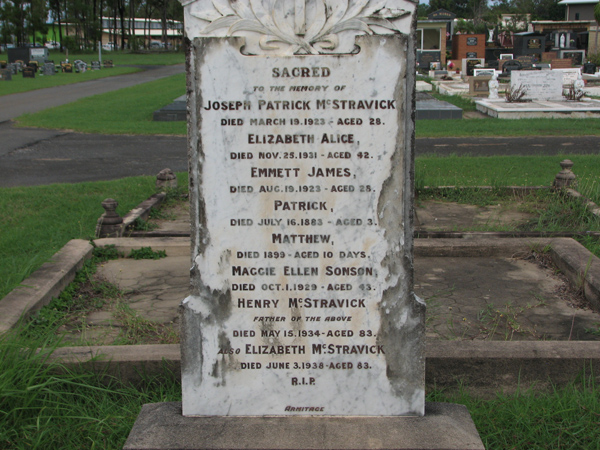 SACRED
TO THE MEMORY OF
JOSEPH PATRICK MCSTRAVICK
DIED MARCH 19.1923 - AGED 28.
ELIZABETH ALICE,
DIED NOV. 25.1931 - AGED 42.
EMMETT JAMES,
DIED AUG. 19.1923 - AGED 25.
PATRICK,
DIED JULY 16.1883 - AGED 3.
MATTHEW,
DIED 1899 - AGED 10 DAYS.
MAGGIE ELLEN SONSON,
DIED OCT. 1.1929 - AGED 43.
HENRY MCSTRAVICK
FATHER OF THE ABOVE
DIED MAY 15.1934 - AGED 83.
ALSO ELIZABETH MCSTRAVICK
DIED JUNE 3.1938 - AGED 83.
R.I.P.
ARMITAGE